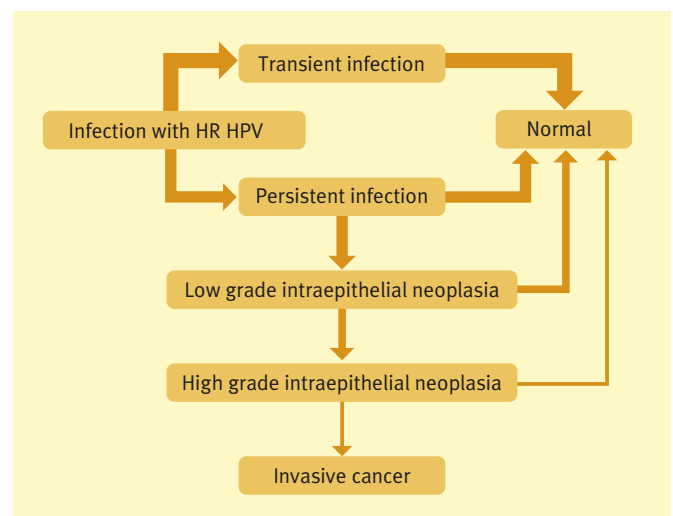 Transient infection
Infection with HR HPV
Normal
Persistent infection
Low grade intraepithelial neoplasia
High grade intraepithelial neoplasia
Invasive cancer